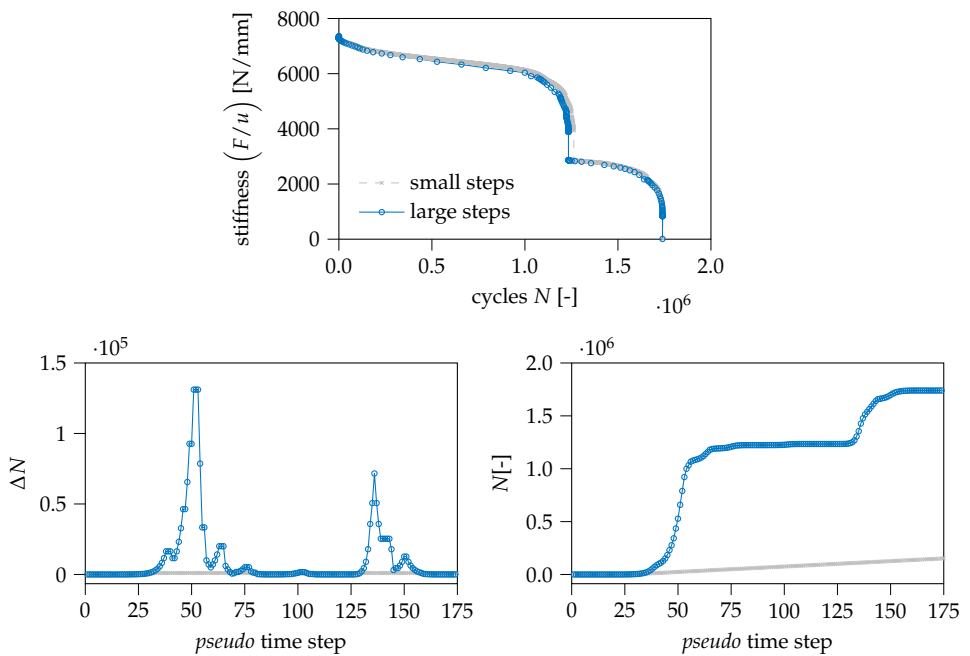 8000
6000
4000
2000
0
stiffness (F/u) [N/mm]
small steps
large steps
0.0 0.5 1.0 1.5 2.0
cycles N [-]
·10⁶
·10⁵
1.5
1
0.5
0
ΔN
0 25 50 75 100 125 150 175
pseudo time step
·10⁶
2.0
1.5
1.0
0.5
0.0
N[-]
0 25 50 75 100 125 150 175
pseudo time step